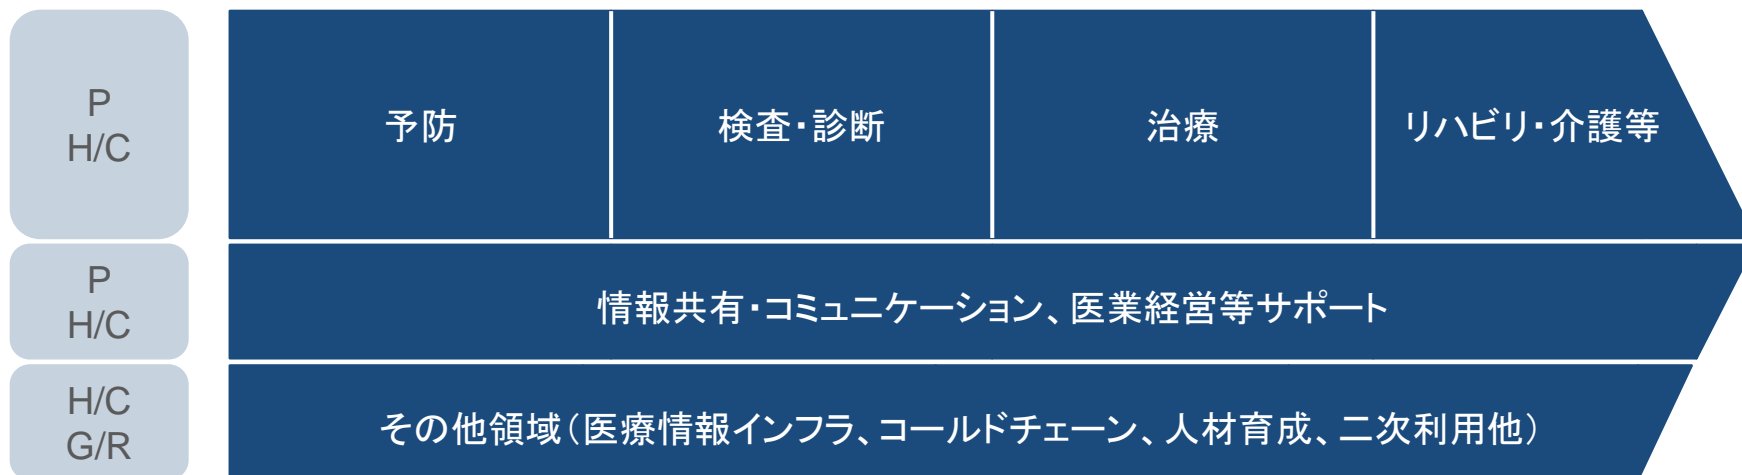 P
H/C
予防
検査・診断
治療
リハビリ・介護等
P
H/C
情報共有・コミュニケーション、医業経営等サポート
H/C
G/R
その他領域（医療情報インフラ、コールドチェーン、人材育成、二次利用他）